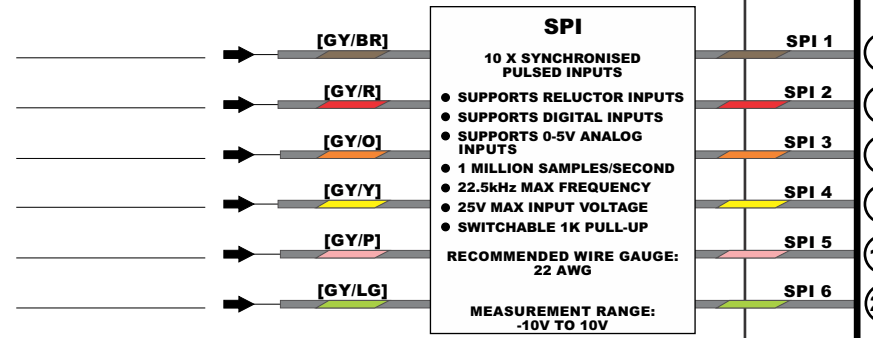 SPI
10 X SYNCHRONISED
PULSED INPUTS
● SUPPORTS RELUCTOR INPUTS
● SUPPORTS DIGITAL INPUTS
● SUPPORTS 0-5V ANALOG
INPUTS
● 1 MILLION SAMPLES/SECOND
● 22.5kHz MAX FREQUENCY
● 25V MAX INPUT VOLTAGE
● SWITCHABLE 1K PULL-UP
RECOMMENDED WIRE GAUGE:
22 AWG
MEASUREMENT RANGE:
-10V TO 10V
[GY/BR]
[GY/R]
[GY/O]
[GY/Y]
[GY/P]
[GY/LG]
SPI 1
SPI 2
SPI 3
SPI 4
SPI 5
SPI 6